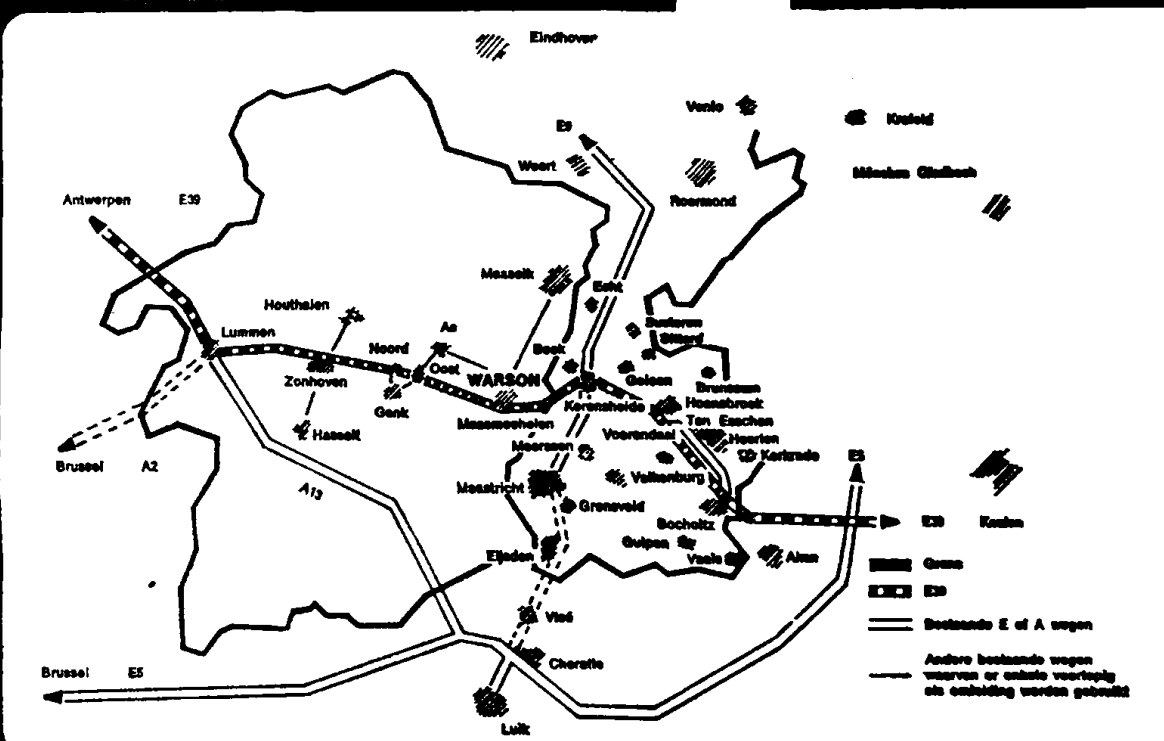 Eindhoven
Venlo
Krefeld
E9
Weert
Roermond
München Gladbach
Antwerpen E39
Maaseik
Echt
Houthalen
Lummen
As
Susteren
Sittard
Noord
Beek
Oost
WARSON
Geleen
Brunssum
Zonhoven
Genk
Kerensheide
Hoensbroek
Maasmechelen
Ten Esschen
Hasselt
Voerendaal
Heerlen
Meerssen
Kerkrade
E5
Brussel A2
A13
Maastricht
Valkenburg
Gronsveld
Bocholtz
E39 Keulen
Gulpen
Eijsden
Vaals
Aken
Grens
E39
Visé
Bestaande E of A wegen
Cheratte
Brussel E5
Andere bestaande wegen
waarvan er enkele voorlopig
als omleiding worden gebruikt
Luik